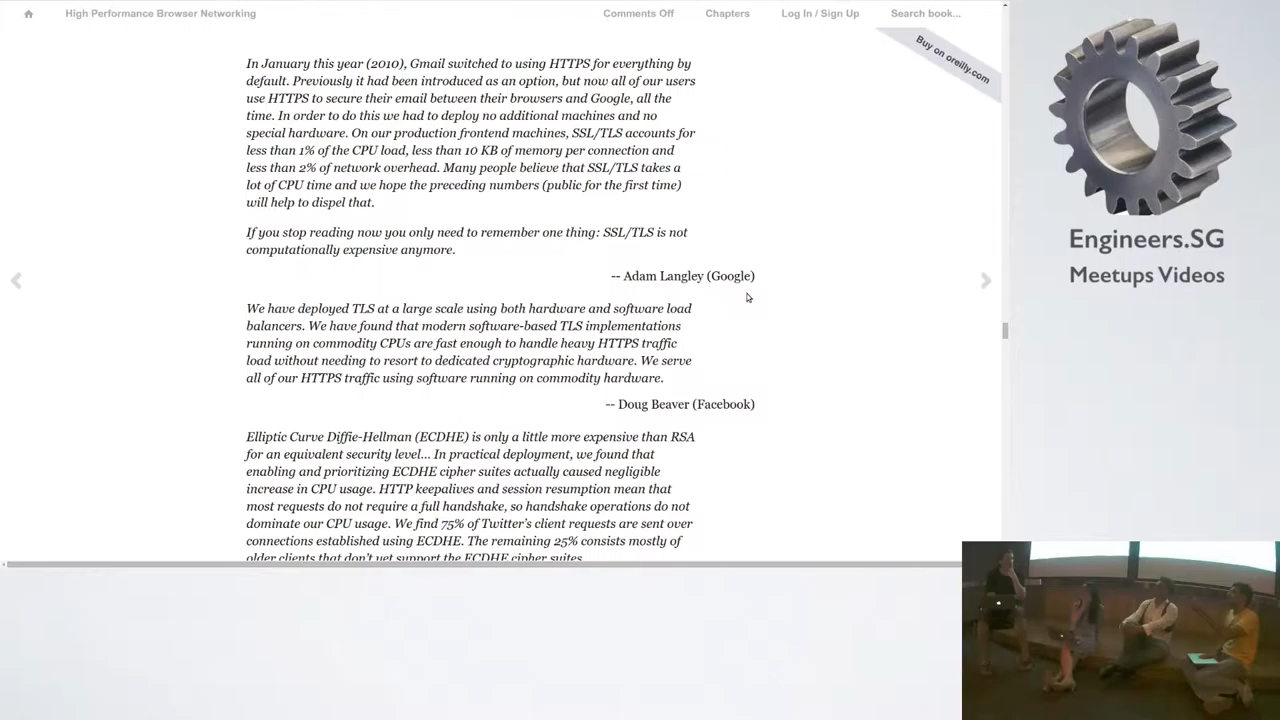 High Performance Browser Networking
Comments Off
Chapters
Log In / Sign Up
Search book...
Buy on oreilly.com
In January this year (2010), Gmail switched to using HTTPS for everything by
default. Previously it had been introduced as an option, but now all of our users
use HTTPS to secure their email between their browsers and Google, all the
time. In order to do this we had to deploy no additional machines and no
special hardware. On our production frontend machines, SSL/TLS accounts for
less than 1% of the CPU load, less than 10 KB of memory per connection and
less than 2% of network overhead. Many people believe that SSL/TLS takes a
lot of CPU time and we hope the preceding numbers (public for the first time)
will help to dispel that.
If you stop reading now you only need to remember one thing: SSL/TLS is not
computationally expensive anymore.
-- Adam Langley (Google)
We have deployed TLS at a large scale using both hardware and software load
balancers. We have found that modern software-based TLS implementations
running on commodity CPUs are fast enough to handle heavy HTTPS traffic
load without needing to resort to dedicated cryptographic hardware. We serve
all of our HTTPS traffic using software running on commodity hardware.
-- Doug Beaver (Facebook)
Elliptic Curve Diffie-Hellman (ECDHE) is only a little more expensive than RSA
for an equivalent security level... In practical deployment, we found that
enabling and prioritizing ECDHE cipher suites actually caused negligible
increase in CPU usage. HTTP keepalives and session resumption mean that
most requests do not require a full handshake, so handshake operations do not
dominate our CPU usage. We find 75% of Twitter's client requests are sent over
connections established using ECDHE. The remaining 25% consists mostly of
older clients that don't yet support the ECDHE cipher suites.
Engineers.SG
Meetups Videos